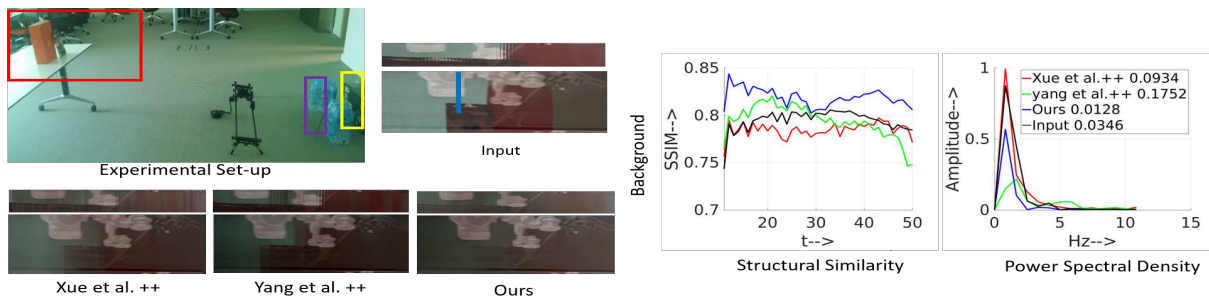 Experimental Set-up
Input
Xue et al. ++
Yang et al. ++
Ours
Background
SSIM-->
0.85
0.8
0.75
0.7
20
30
40
50
t-->
Structural Similarity
Amplitude-->
1
0.5
0
Xue et al.++ 0.0934
yang et al.++ 0.1752
Ours 0.0128
Input 0.0346
0
5
10
15
Hz-->
Power Spectral Density